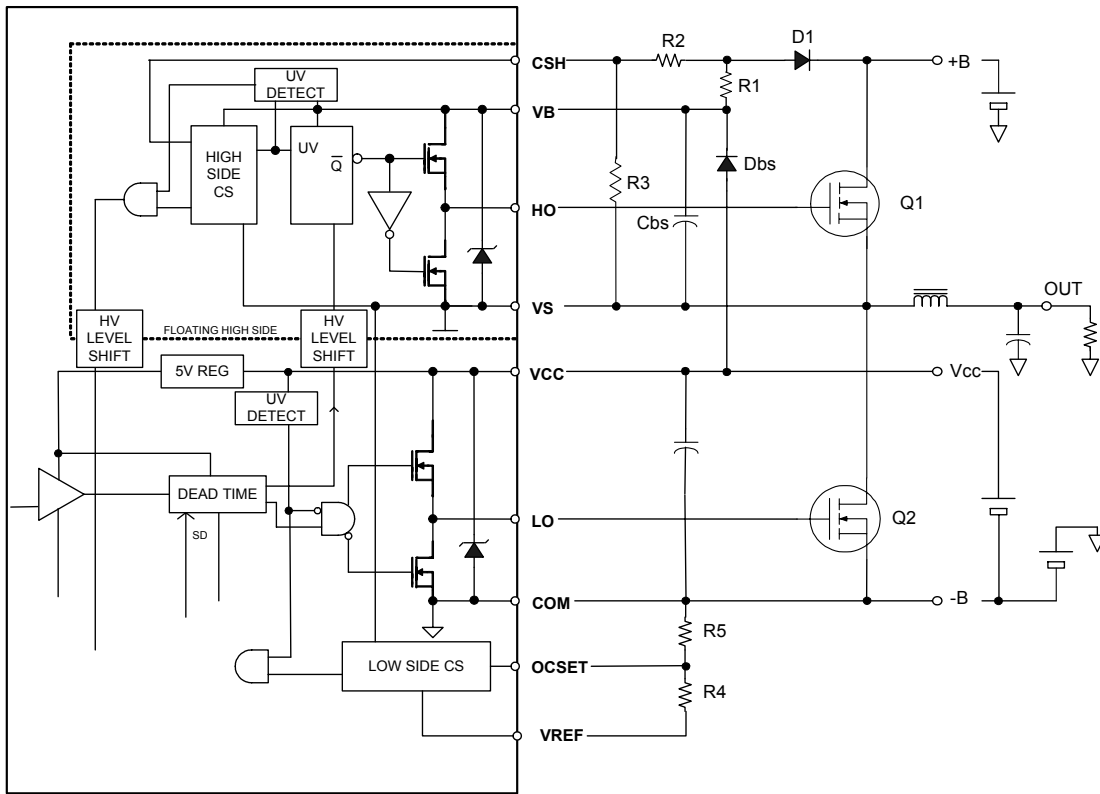 CSH
R2
D1
+B
UV
DETECT
R1
VB
HIGH
SIDE
CS
UV
Q
Dbs
R3
HO
Q1
Cbs
VS
OUT
HV
LEVEL
SHIFT
FLOATING HIGH SIDE
HV
LEVEL
SHIFT
5V REG
VCC
Vcc
UV
DETECT
DEAD TIME
SD
LO
Q2
COM
-B
R5
LOW SIDE CS
OCSET
R4
VREF